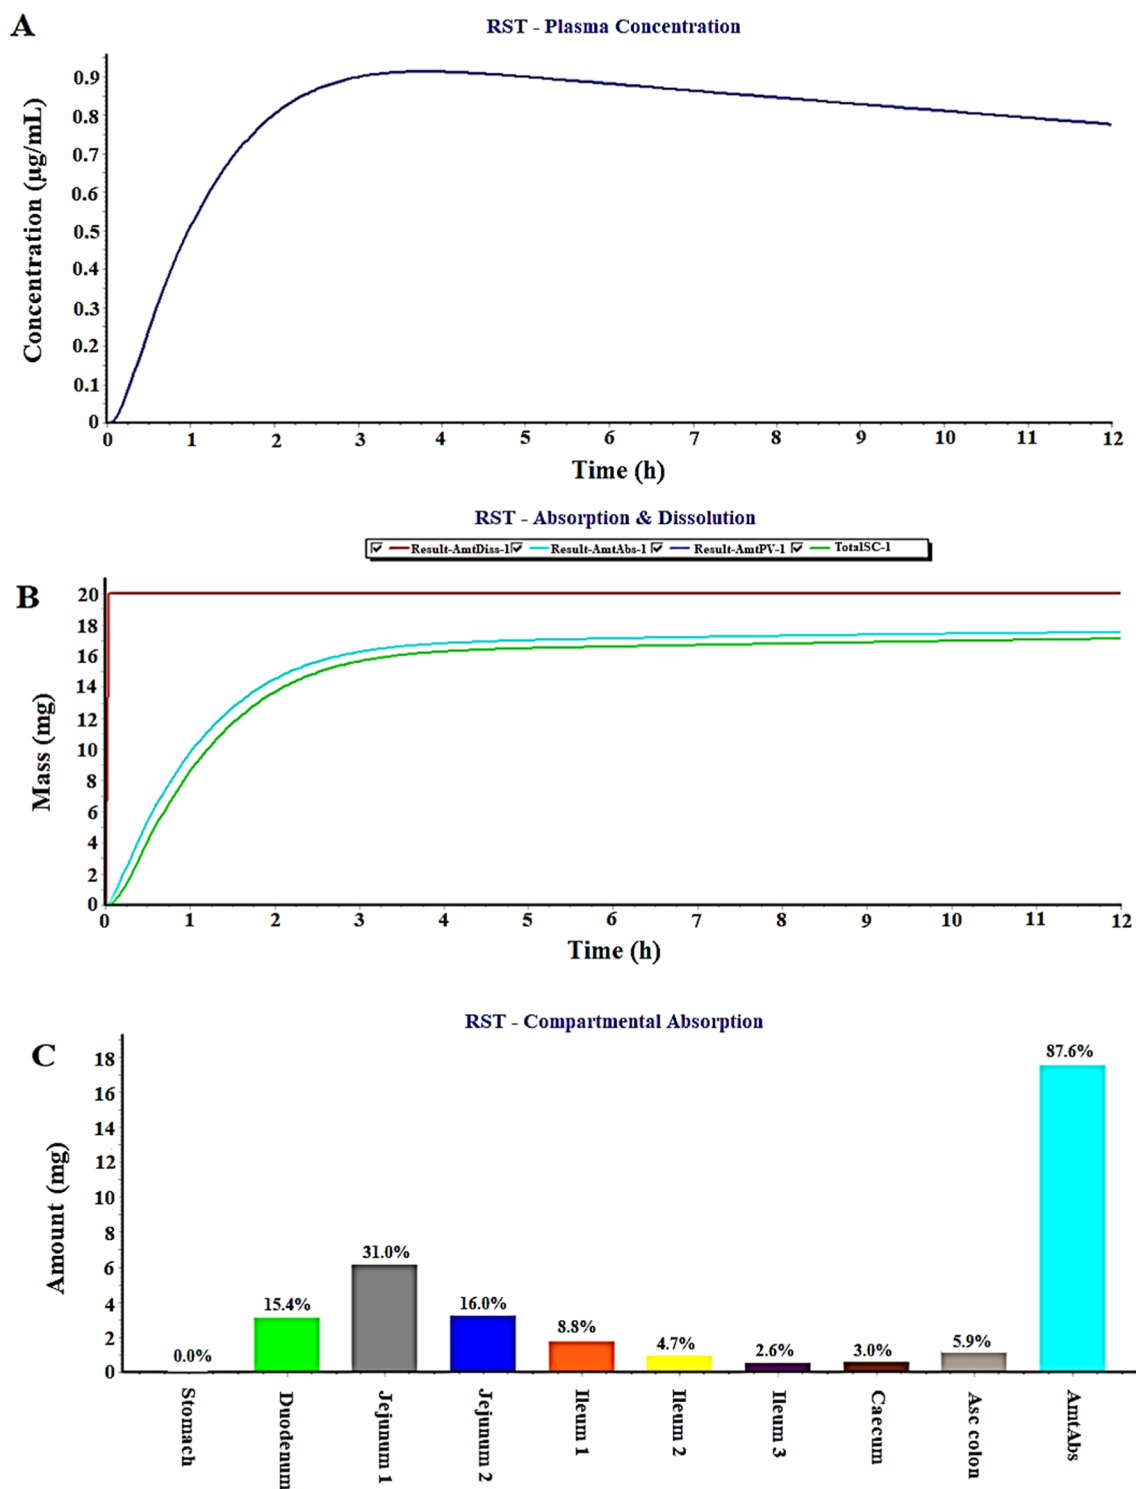 A
RST - Plasma Concentration
Concentration (µg/mL)
0.9
0.8
0.7
0.6
0.5
0.4
0.3
0.2
0.1
0
0 1 2 3 4 5 6 7 8 9 10 11 12
Time (h)
RST - Absorption & Dissolution
Result-AmtDiss-1 Result-AmtAbs-1 Result-AmtPV-1 TotalSC-1
B
Mass (mg)
20
18
16
14
12
10
8
6
4
2
0
0 1 2 3 4 5 6 7 8 9 10 11 12
Time (h)
RST - Compartmental Absorption
C
Amount (mg)
18
16
14
12
10
8
6
4
2
0
0.0% 15.4% 31.0% 16.0% 8.8% 4.7% 2.6% 3.0% 5.9% 87.6%
Stomach
Duodenum
Jejunum 1
Jejunum 2
Ileum 1
Ileum 2
Ileum 3
Caecum
Asc colon
AmtAbs